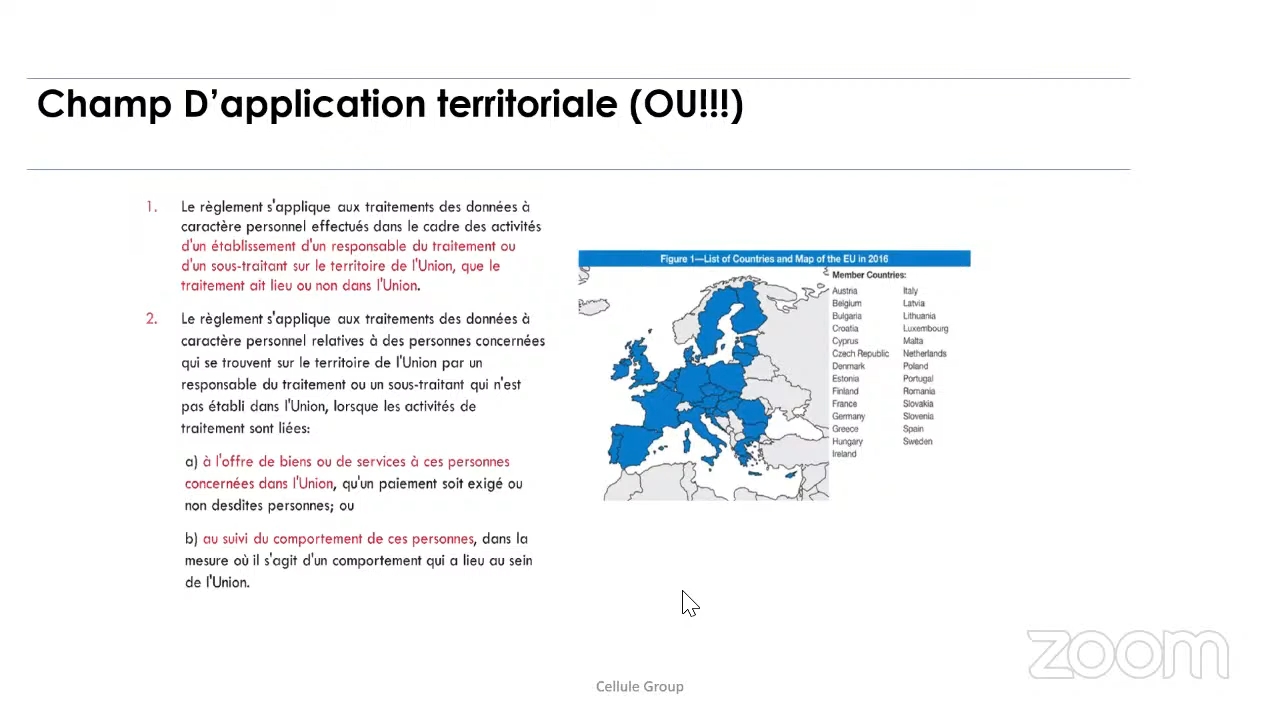 Champ D'application territoriale (OU!!!)
1. Le règlement s'applique aux traitements des données à
caractère personnel effectués dans le cadre des activités
d'un établissement d'un responsable du traitement ou
d'un sous-traitant sur le territoire de l'Union, que le
traitement ait lieu ou non dans l'Union.
2. Le règlement s'applique aux traitements des données à
caractère personnel relatives à des personnes concernées
qui se trouvent sur le territoire de l'Union par un
responsable du traitement ou un sous-traitant qui n'est
pas établi dans l'Union, lorsque les activités de
traitement sont liées:
a) à l'offre de biens ou de services à ces personnes
concernées dans l'Union, qu'un paiement soit exigé ou
non desdites personnes; ou
b) au suivi du comportement de ces personnes, dans la
mesure où il s'agit d'un comportement qui a lieu au sein
de l'Union.
Figure 1—List of Countries and Map of the EU in 2016
Member Countries:
Austria Italy
Belgium Latvia
Bulgaria Lithuania
Croatia Luxembourg
Cyprus Malta
Czech Republic Netherlands
Denmark Poland
Estonia Portugal
Finland Romania
France Slovakia
Germany Slovenia
Greece Spain
Hungary Sweden
Ireland
zoom
Cellule Group